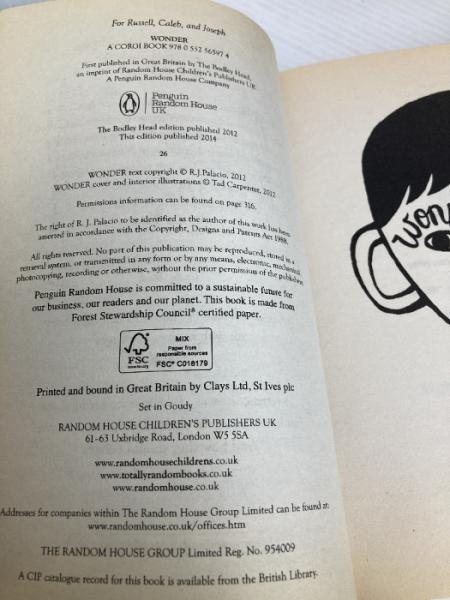 For Russell, Caleb, and Joseph
WONDER
A CORGI BOOK 978 0 552 56597 4
First published in Great Britain by The Bodley Head,
an imprint of Random House Children's Publishers UK
A Penguin Random House Company
Penguin
Random House
UK
The Bodley Head edition published 2012
This edition published 2014
26
WONDER text copyright © R.J.Palacio, 2012
WONDER cover and interior illustrations © Tad Carpenter, 2012
Permissions information can be found on page 316.
The right of R. J. Palacio to be identified as the author of this work has been
asserted in accordance with the Copyright, Designs and Patents Act 1988.
All rights reserved. No part of this publication may be reproduced, stored in a
retrieval system, or transmitted in any form or by any means, electronic, mechanical,
photocopying, recording or otherwise, without the prior permission of the publishers.
Penguin Random House is committed to a sustainable future for
our business, our readers and our planet. This book is made from
Forest Stewardship Council® certified paper.
MIX
Paper from
responsible sources
FSC
www.fsc.org
FSC® C018179
Printed and bound in Great Britain by Clays Ltd, St Ives plc
Set in Goudy
RANDOM HOUSE CHILDREN'S PUBLISHERS UK
61-63 Uxbridge Road, London W5 5SA
www.randomhousechildrens.co.uk
www.totallyrandombooks.co.uk
www.randomhouse.co.uk
Addresses for companies within The Random House Group Limited can be found at:
www.randomhouse.co.uk/offices.htm
THE RANDOM HOUSE GROUP Limited Reg. No. 954009
A CIP catalogue record for this book is available from the British Library.
won